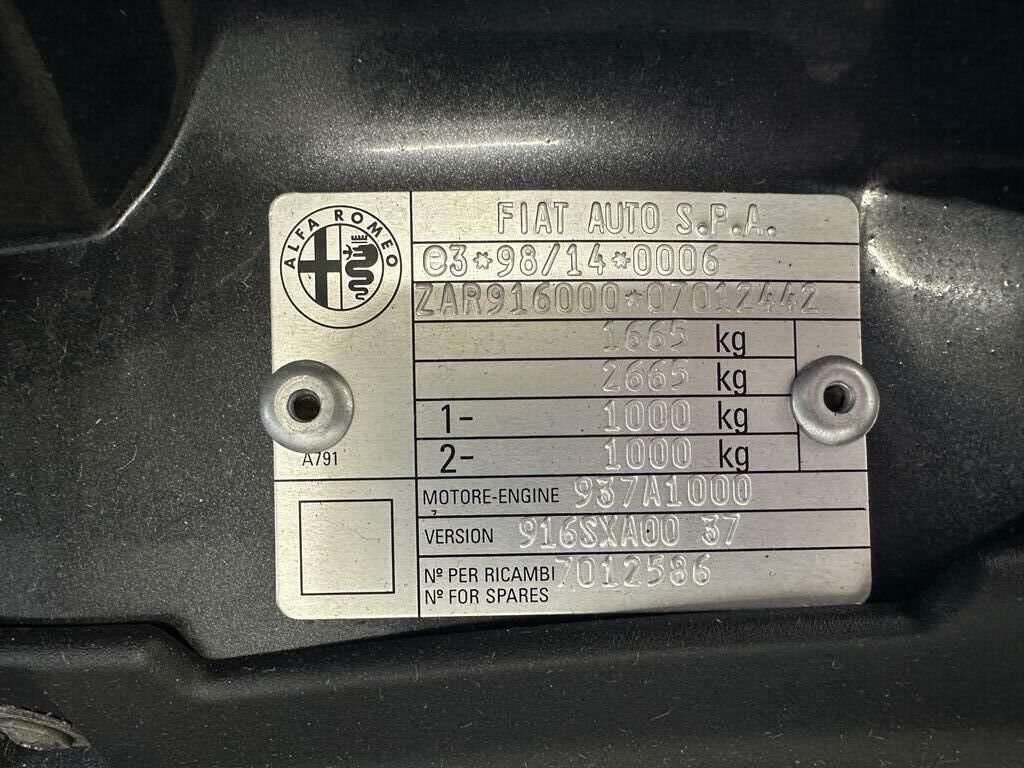 ALFA ROMEO
FIAT AUTO S.P.A.
e3*98/14*0006
ZAR916000*07012442
1665 kg
2665 kg
1- 1000 kg
2- 1000 kg
A791
MOTORE-ENGINE 937A1000
VERSION 916SXA00 37
Nº PER RICAMBI 7012586
Nº FOR SPARES